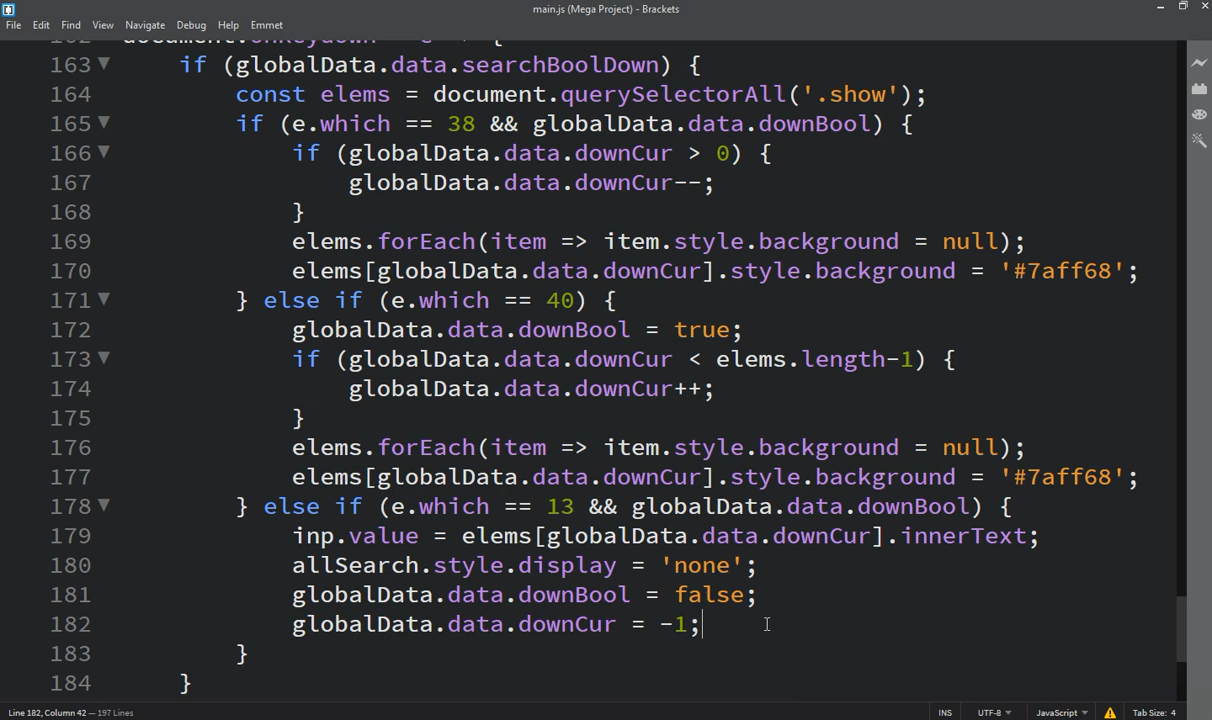 main.js (Mega Project) - Brackets
File Edit Find View Navigate Debug Help Emmet
163 if (globalData.data.searchBoolDown) {
164 const elems = document.querySelectorAll('.show');
165 if (e.which == 38 && globalData.data.downBool) {
166 if (globalData.data.downCur > 0) {
167 globalData.data.downCur--;
168 }
169 elems.forEach(item => item.style.background = null);
170 elems[globalData.data.downCur].style.background = '#7aff68';
171 } else if (e.which == 40) {
172 globalData.data.downBool = true;
173 if (globalData.data.downCur < elems.length-1) {
174 globalData.data.downCur++;
175 }
176 elems.forEach(item => item.style.background = null);
177 elems[globalData.data.downCur].style.background = '#7aff68';
178 } else if (e.which == 13 && globalData.data.downBool) {
179 inp.value = elems[globalData.data.downCur].innerText;
180 allSearch.style.display = 'none';
181 globalData.data.downBool = false;
182 globalData.data.downCur = -1;
183 }
184 }
Line 182, Column 42 — 197 Lines INS UTF-8 JavaScript Tab Size: 4